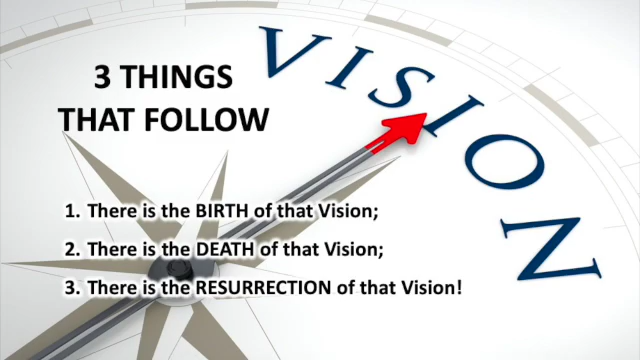 VISION
3 THINGS
THAT FOLLOW
1. There is the BIRTH of that Vision;
2. There is the DEATH of that Vision;
3. There is the RESURRECTION of that Vision!